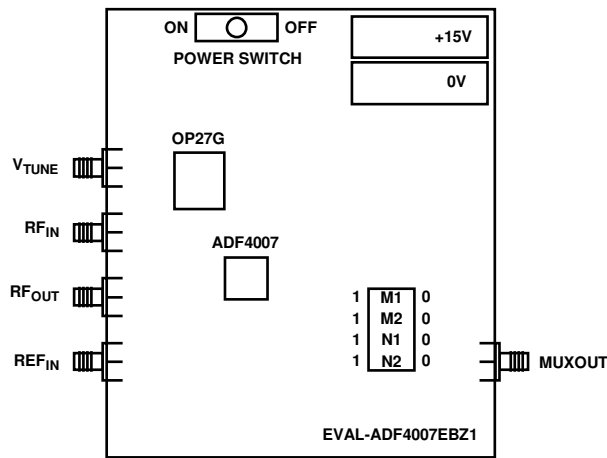 ON OFF
POWER SWITCH
+15V
0V
OP27G
VTUNE
RFIN
ADF4007
RFOUT
1 M1 0
1 M2 0
1 N1 0
1 N2 0
REFIN
MUXOUT
EVAL-ADF4007EBZ1